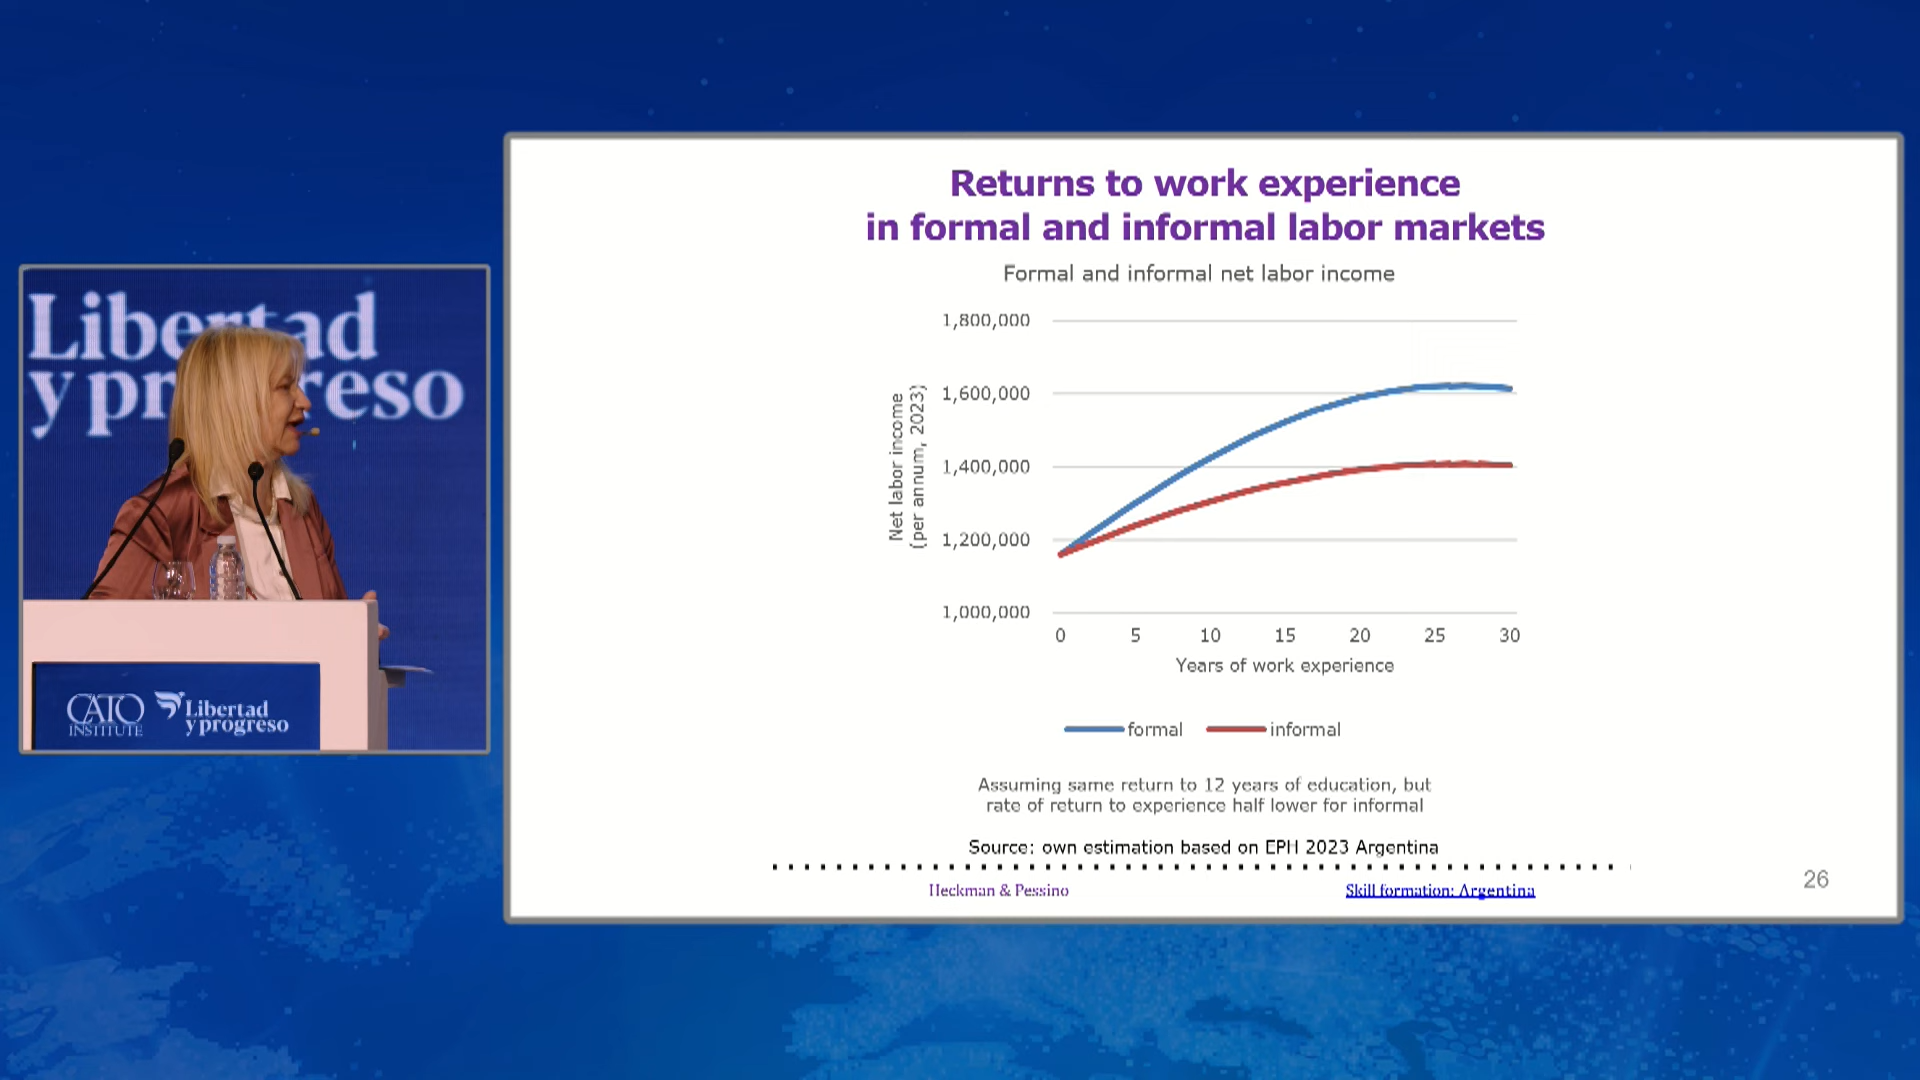 Libertad
y progreso
CATO
INSTITUTE
Libertad
y progreso
Returns to work experience
in formal and informal labor markets
Formal and informal net labor income
Net labor income
(per annum, 2023)
1,800,000
1,600,000
1,400,000
1,200,000
1,000,000
0 5 10 15 20 25 30
Years of work experience
formal informal
Assuming same return to 12 years of education, but
rate of return to experience half lower for informal
Source: own estimation based on EPH 2023 Argentina
Heckman & Pessino
Skill formation: Argentina
26